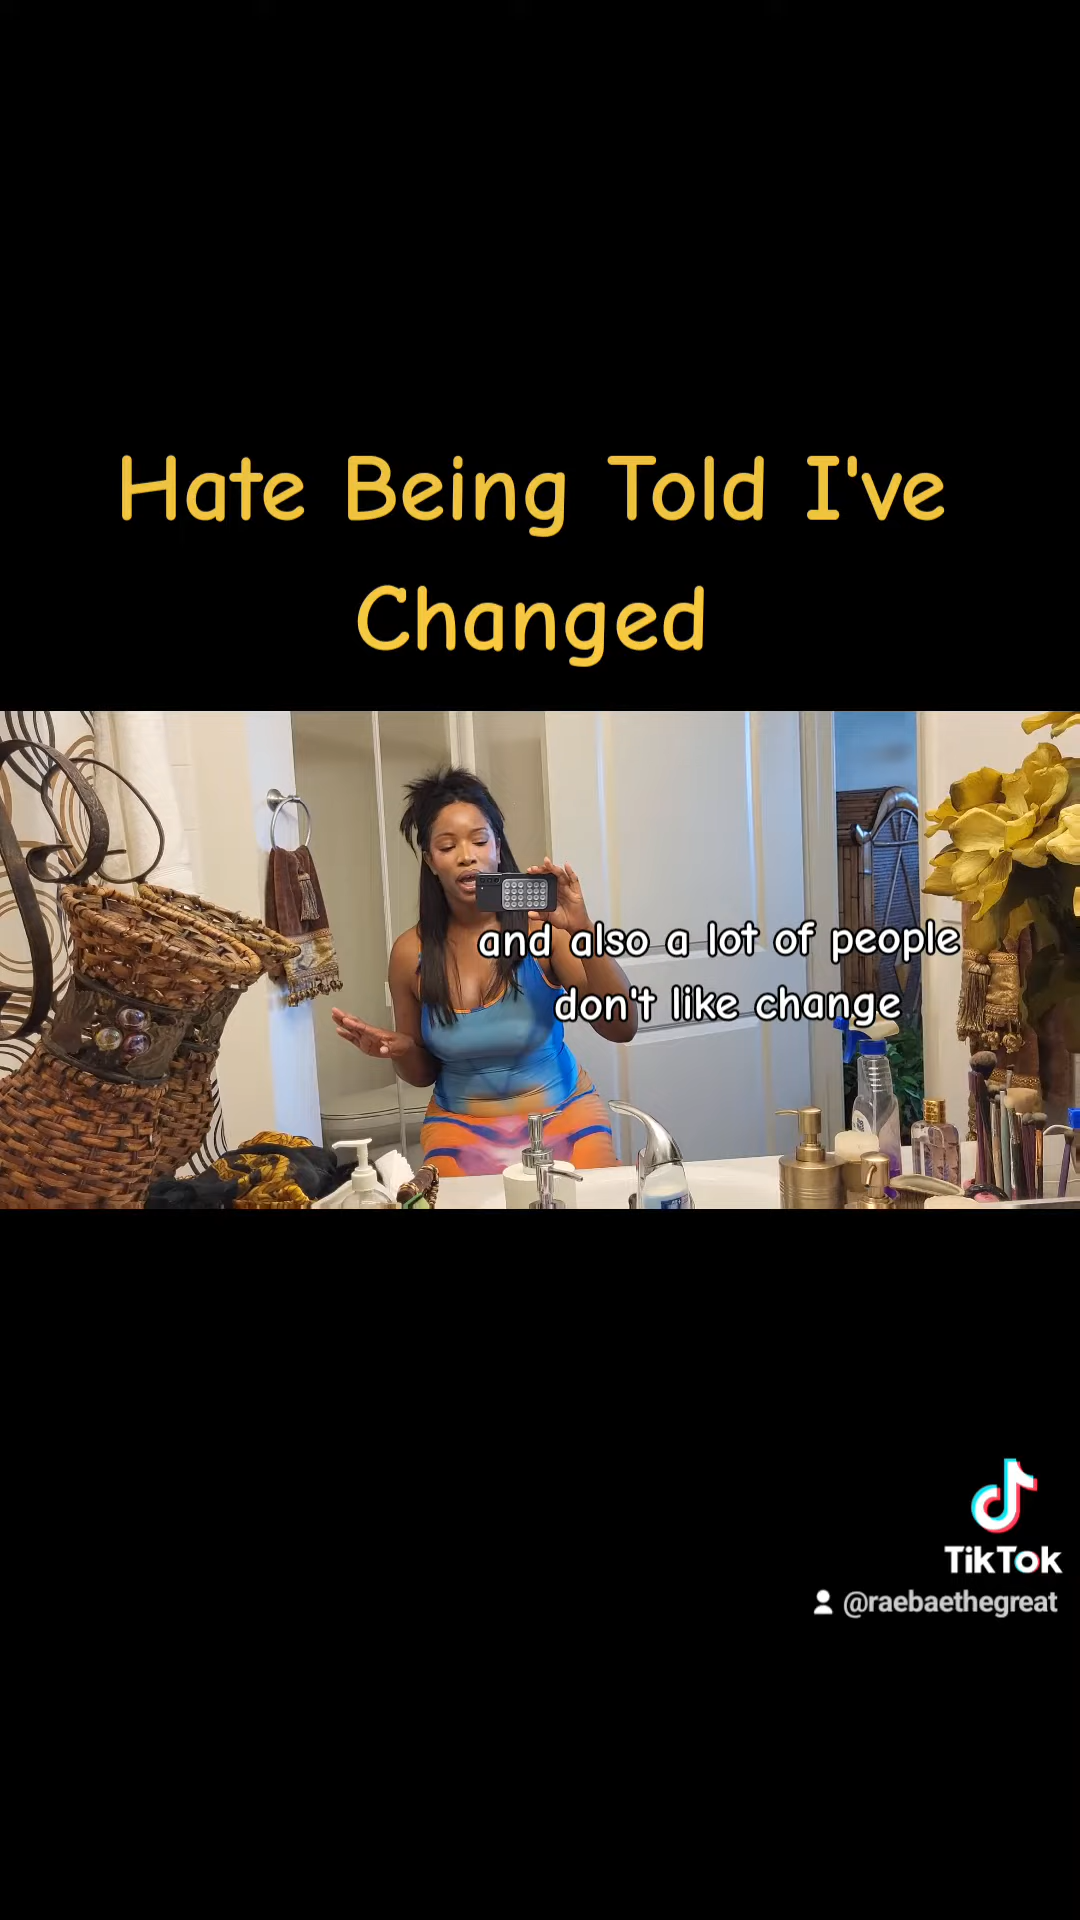 Hate Being Told I've
Changed
and also a lot of people
don't like change
TikTok
@raebaethegreat